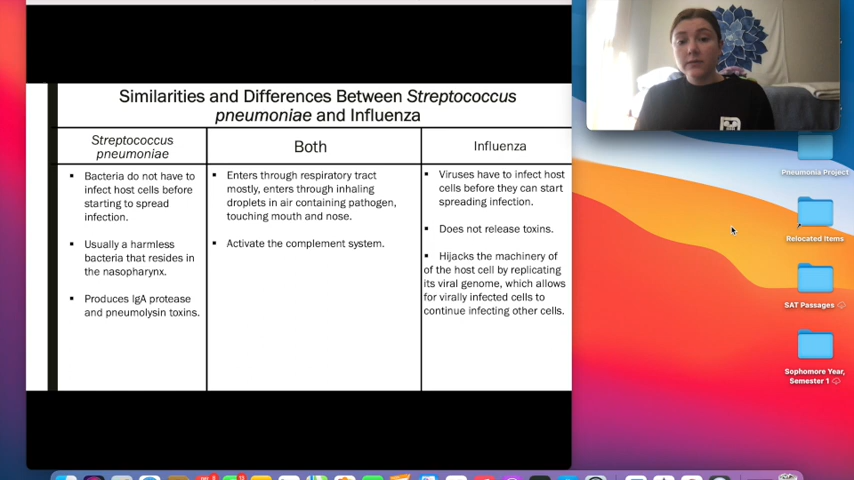 Similarities and Differences Between Streptococcus
pneumoniae and Influenza
Streptococcus
pneumoniae
▪ Bacteria do not have to
infect host cells before
starting to spread
infection.
▪ Usually a harmless
bacteria that resides in
the nasopharynx.
▪ Produces IgA protease
and pneumolysin toxins.
Both
▪ Enters through respiratory tract
mostly, enters through inhaling
droplets in air containing pathogen,
touching mouth and nose.
▪ Activate the complement system.
Influenza
▪ Viruses have to infect host
cells before they can start
spreading infection.
▪ Does not release toxins.
▪ Hijacks the machinery of
of the host cell by replicating
its viral genome, which allows
for virally infected cells to
continue infecting other cells.
Pneumonia Project
Relocated Items
SAT Passages
Sophomore Year,
Semester 1